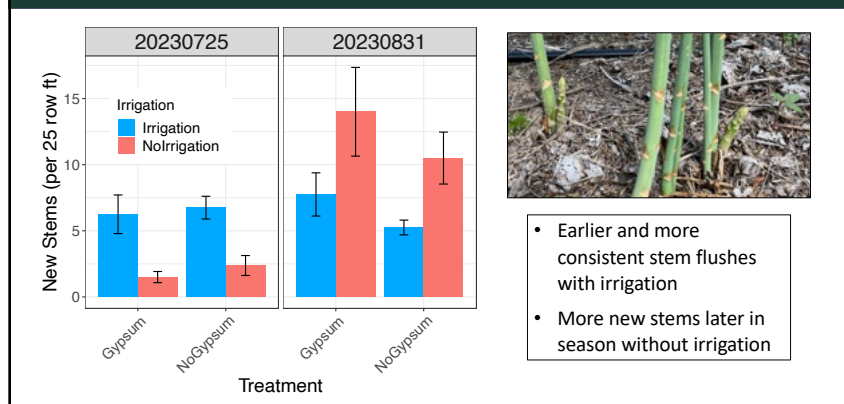 20230725
20230831
New Stems (per 25 row ft)
15
10
5
0
Irrigation
Irrigation
NoIrrigation
Gypsum
NoGypsum
Gypsum
NoGypsum
Treatment
• Earlier and more
consistent stem flushes
with irrigation
• More new stems later in
season without irrigation